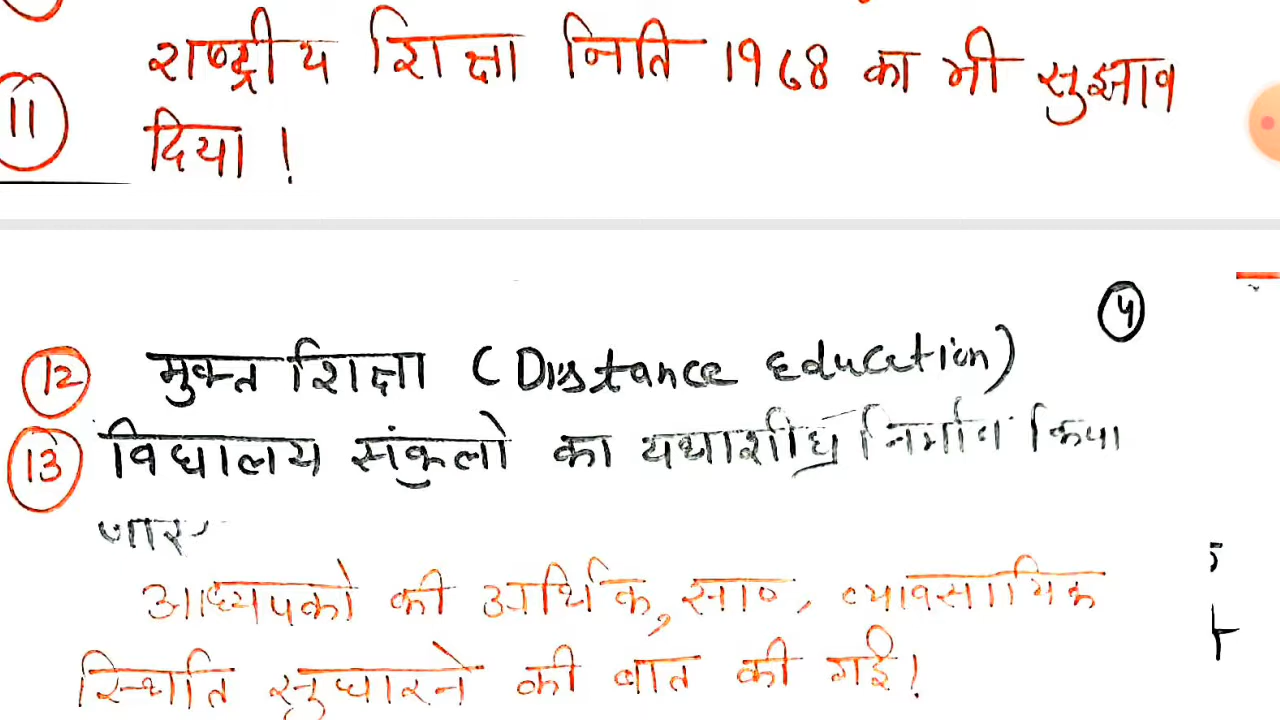 राष्ट्रीय शिक्षा निति 1968 का भी सुझाव
11 दिया !
4
12 मुक्त शिक्षा (Distance Education)
13 विधालय संकुलो का यथाशीघ्र निर्माण किया
जाए
आध्यपको की आर्थिक, सा०, व्यावसायिक
स्थिति सुधारने की बात की गई।